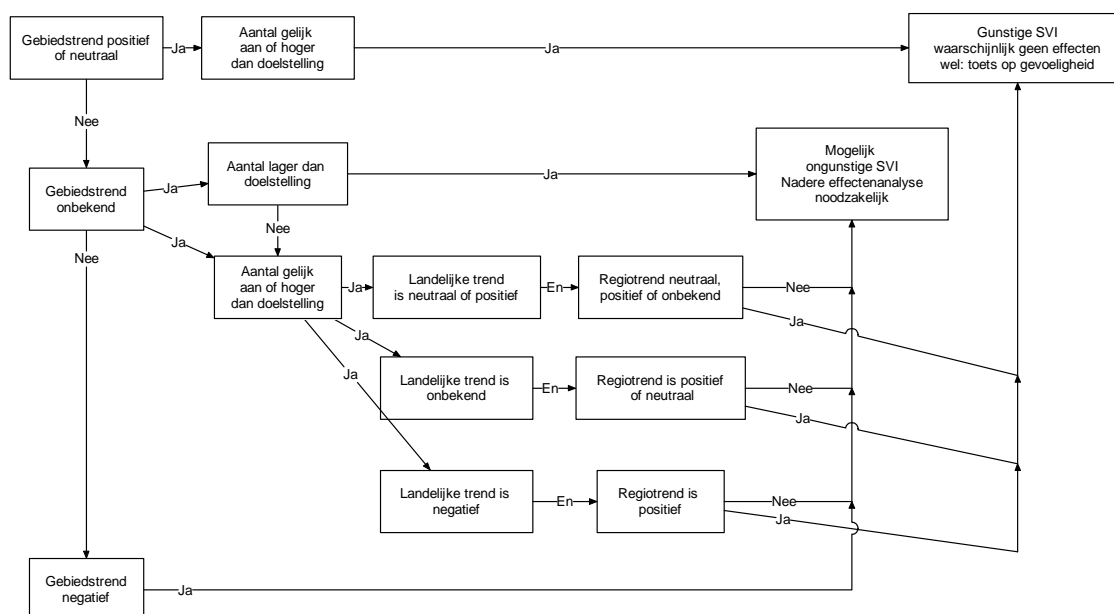 Gebiedstrend positief
of neutraal
Ja
Aantal gelijk
aan of hoger
dan doelstelling
Ja
Gunstige SVI
waarschijnlijk geen effecten
wel: toets op gevoeligheid
Nee
Gebiedstrend
onbekend
Ja
Aantal lager dan
doelstelling
Ja
Mogelijk
ongunstige SVI
Nadere effectenanalyse
noodzakelijk
Nee
Ja
Nee
Aantal gelijk
aan of hoger
dan doelstelling
Ja
Landelijke trend
is neutraal of positief
En
Regiotrend neutraal,
positief of onbekend
Nee
Ja
Ja
Landelijke trend is
onbekend
En
Regiotrend is positief
of neutraal
Nee
Ja
Ja
Landelijke trend is
negatief
En
Regiotrend is
positief
Nee
Ja
Gebiedstrend
negatief
Ja